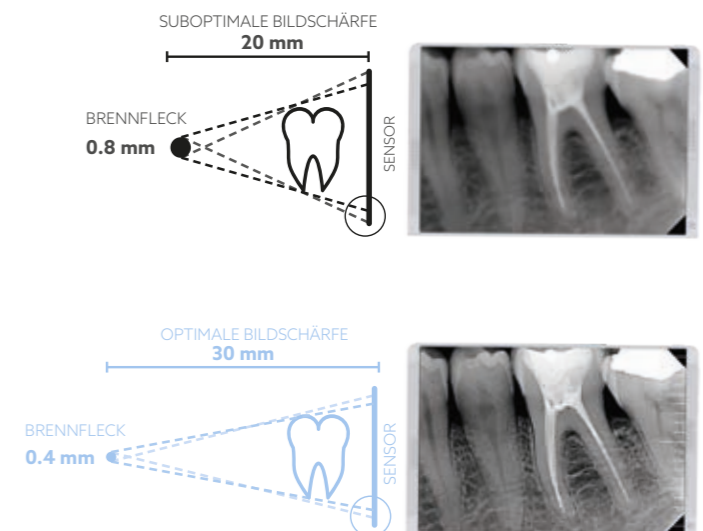 SUBOPTIMALE BILDSCHÄRFE
20 mm
BRENNFLECK
0.8 mm
SENSOR
OPTIMALE BILDSCHÄRFE
30 mm
BRENNFLECK
0.4 mm
SENSOR